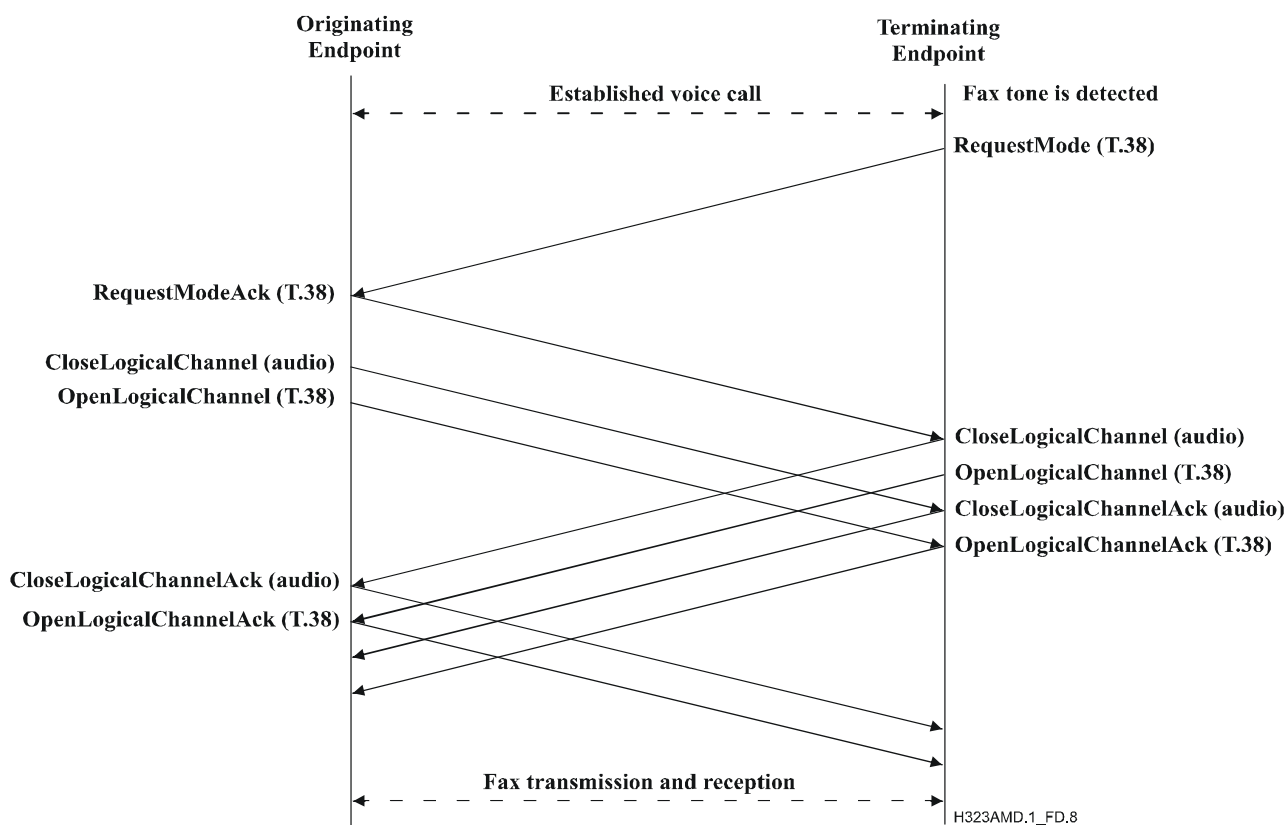 Originating
Endpoint
Terminating
Endpoint
Established voice call
Fax tone is detected
RequestMode (T.38)
RequestModeAck (T.38)
CloseLogicalChannel (audio)
OpenLogicalChannel (T.38)
CloseLogicalChannel (audio)
OpenLogicalChannel (T.38)
CloseLogicalChannelAck (audio)
OpenLogicalChannelAck (T.38)
CloseLogicalChannelAck (audio)
OpenLogicalChannelAck (T.38)
Fax transmission and reception
H323AMD.1_FD.8